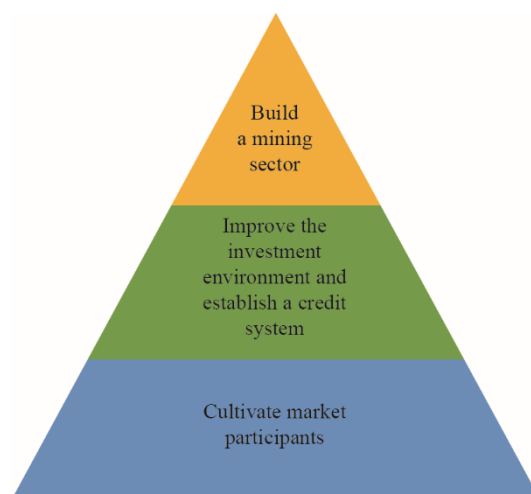 Build
a mining
sector
Improve the
investment
environment and
establish a credit
system
Cultivate market
participants